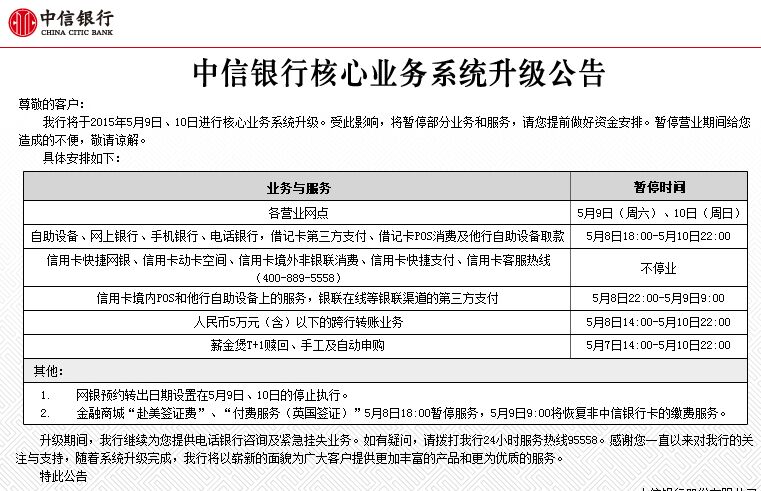 中信银行
CHINA CITIC BANK
中信银行核心业务系统升级公告
尊敬的客户：
我行将于2015年5月9日、10日进行核心业务系统升级。受此影响，将暂停部分业务和服务，请您提前做好资金安排。暂停营业期间给您
造成的不便，敬请谅解。
具体安排如下：
业务与服务 暂停时间
各营业网点 5月9日（周六）、10日（周日）
自助设备、网上银行、手机银行、电话银行，借记卡第三方支付、借记卡POS消费及他行自助设备取款 5月8日18:00-5月10日22:00
信用卡快捷网银、信用卡动卡空间、信用卡境外非银联消费、信用卡快捷支付、信用卡客服热线
（400-889-5558） 不停业
信用卡境内POS和他行自助设备上的服务，银联在线等银联渠道的第三方支付 5月8日22:00-5月9日9:00
人民币5万元（含）以下的跨行转账业务 5月8日14:00-5月10日22:00
薪金煲T+1赎回、手工及自动申购 5月7日14:00-5月10日22:00
其他：
1. 网银预约转出日期设置在5月9日、10日的停止执行。
2. 金融商城“赴美签证费”、“付费服务（英国签证）”5月8日18:00暂停服务，5月9日9:00将恢复非中信银行卡的缴费服务。
升级期间，我行继续为您提供电话银行咨询及紧急挂失业务。如有疑问，请拨打我行24小时服务热线95558。感谢您一直以来对我行的关
注与支持，随着系统升级完成，我行将以崭新的面貌为广大客户提供更加丰富的产品和更为优质的服务。
特此公告